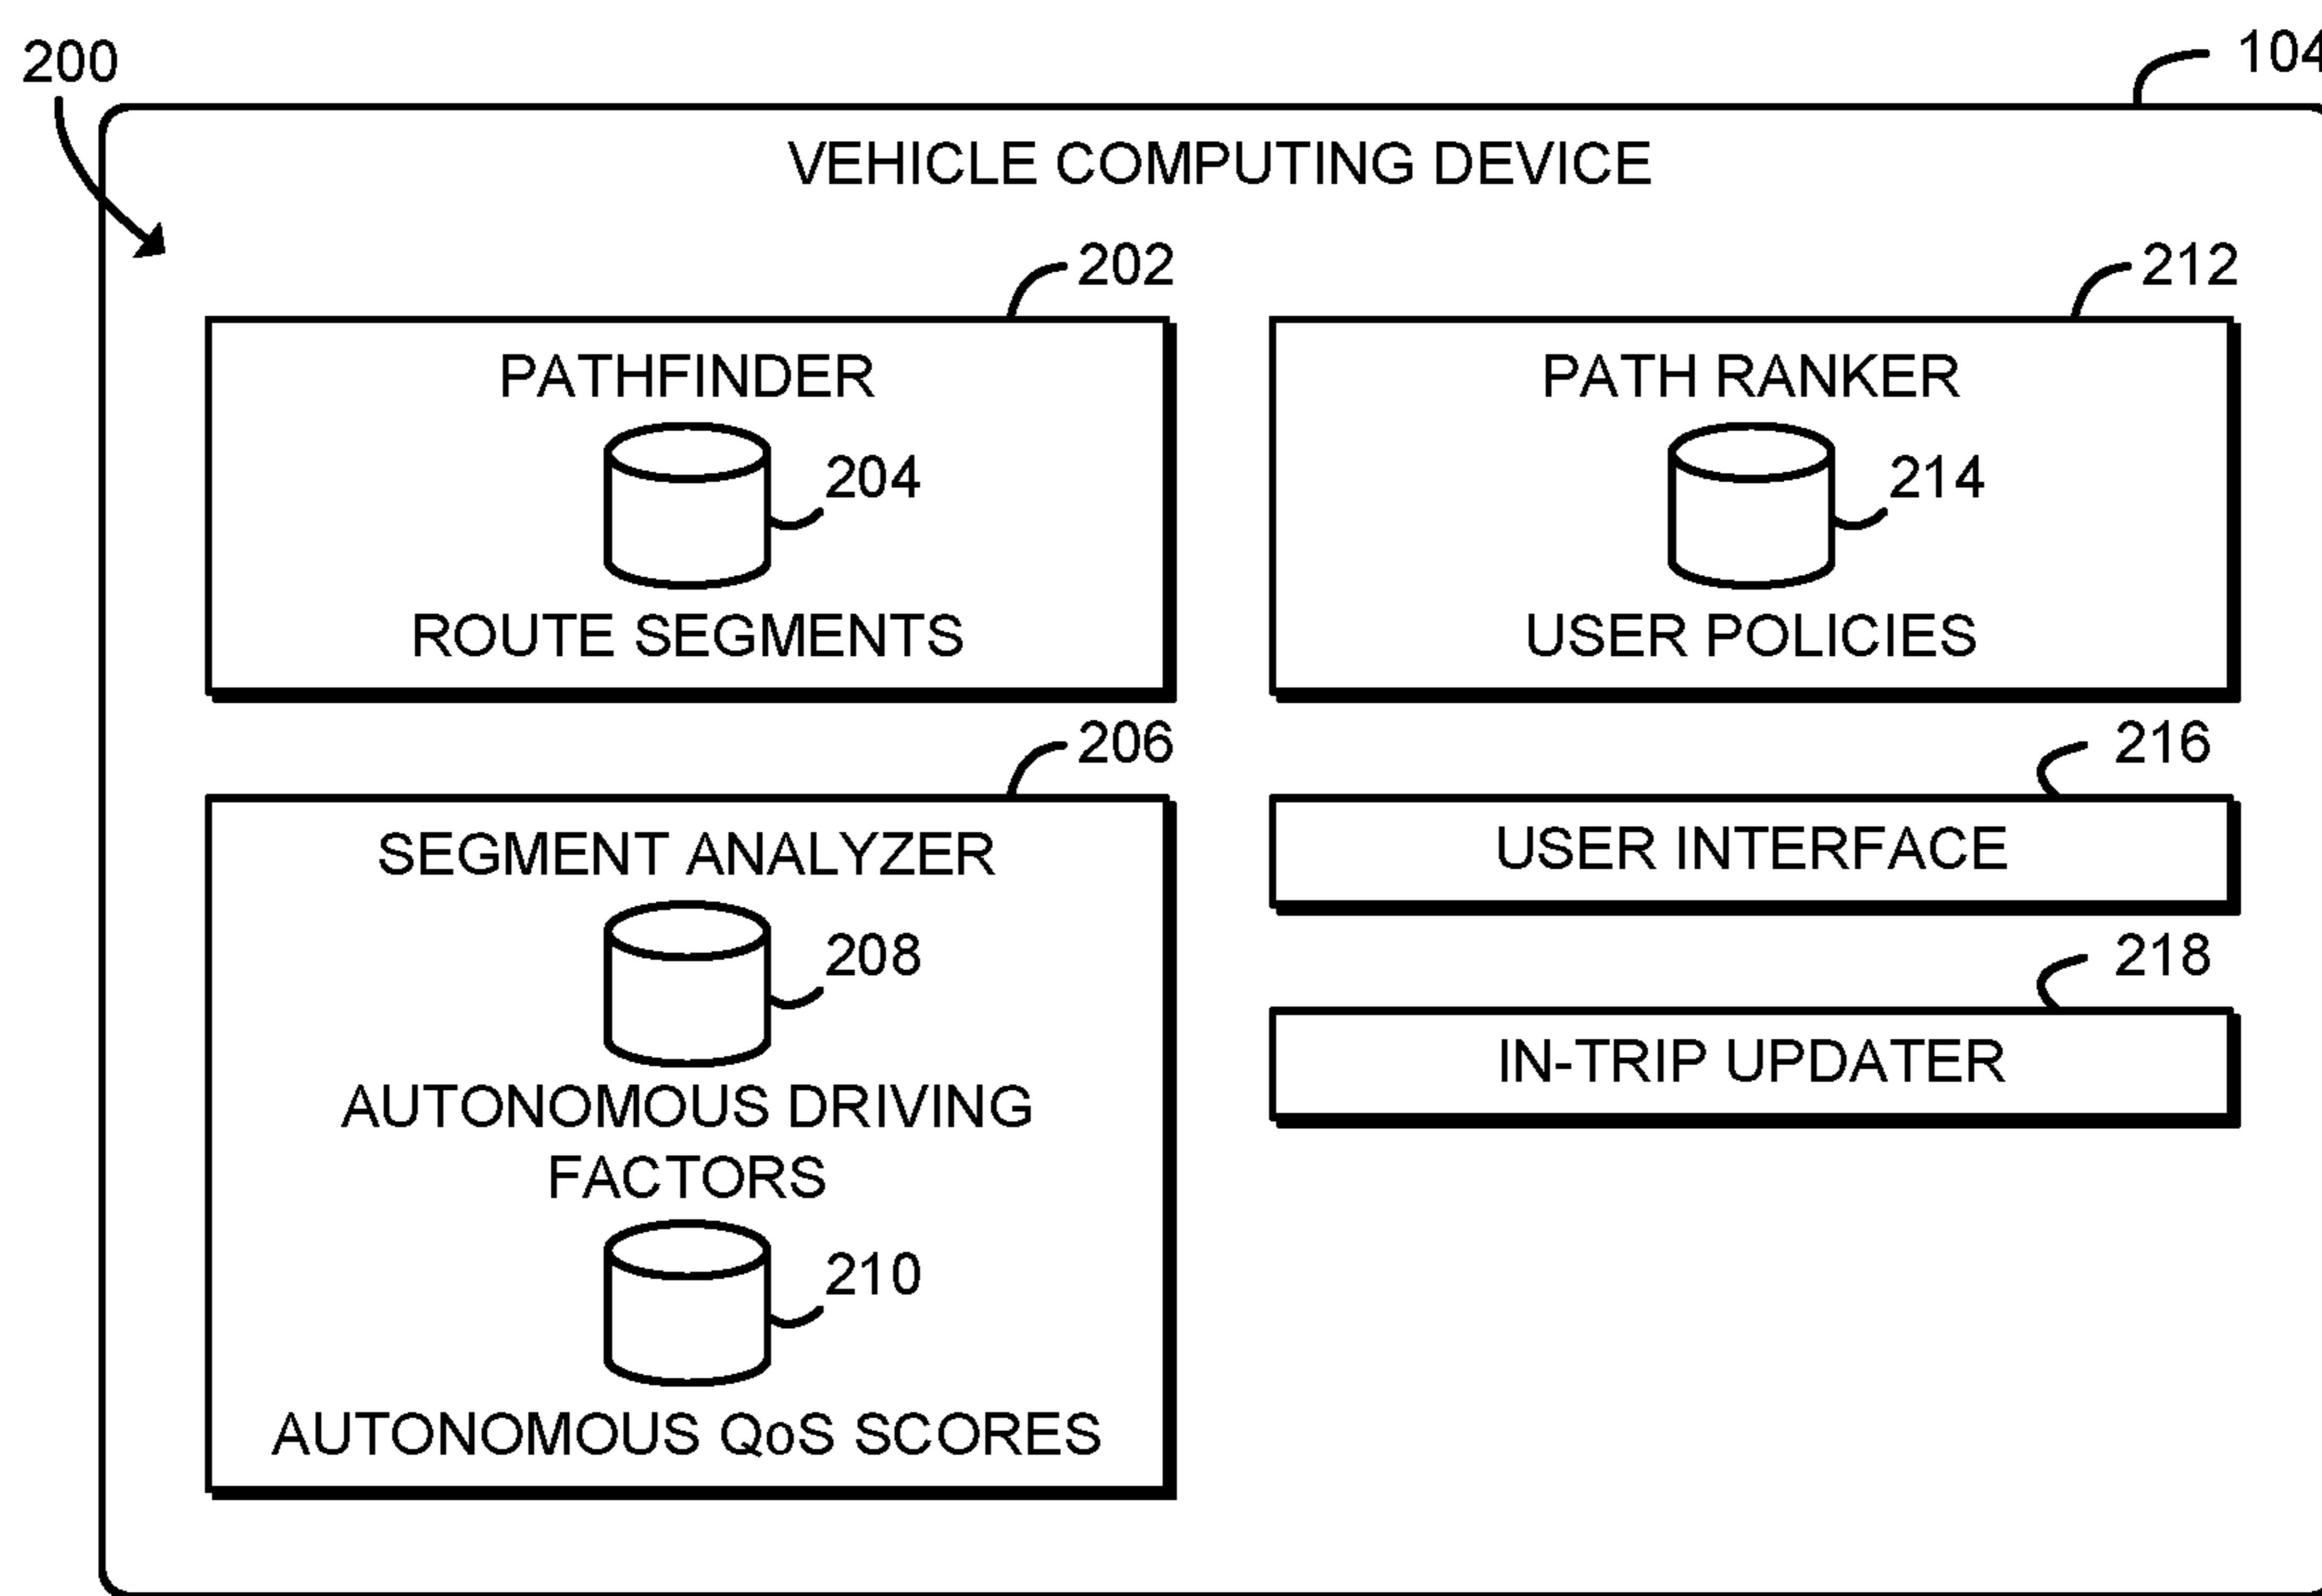 200
104
VEHICLE COMPUTING DEVICE
202
PATHFINDER
204
ROUTE SEGMENTS
206
SEGMENT ANALYZER
208
AUTONOMOUS DRIVING
FACTORS
210
AUTONOMOUS QoS SCORES
212
PATH RANKER
214
USER POLICIES
216
USER INTERFACE
218
IN-TRIP UPDATER